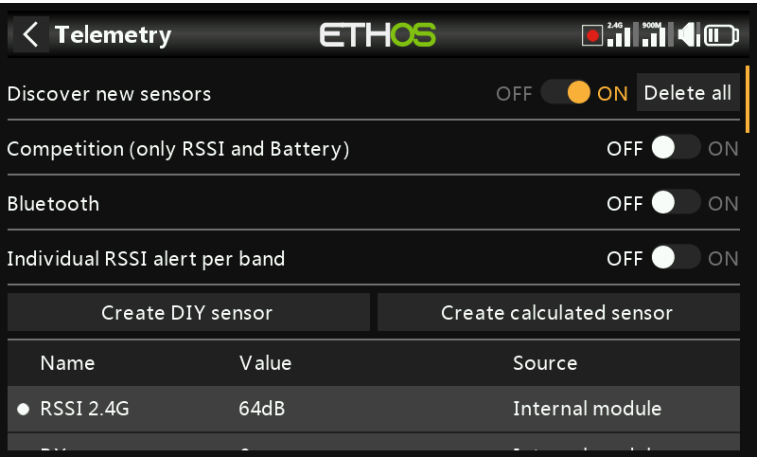 Telemetry ETHOS 2.4G 900M
Discover new sensors OFF ON Delete all
Competition (only RSSI and Battery) OFF ON
Bluetooth OFF ON
Individual RSSI alert per band OFF ON
Create DIY sensor Create calculated sensor
Name Value Source
RSSI 2.4G 64dB Internal module